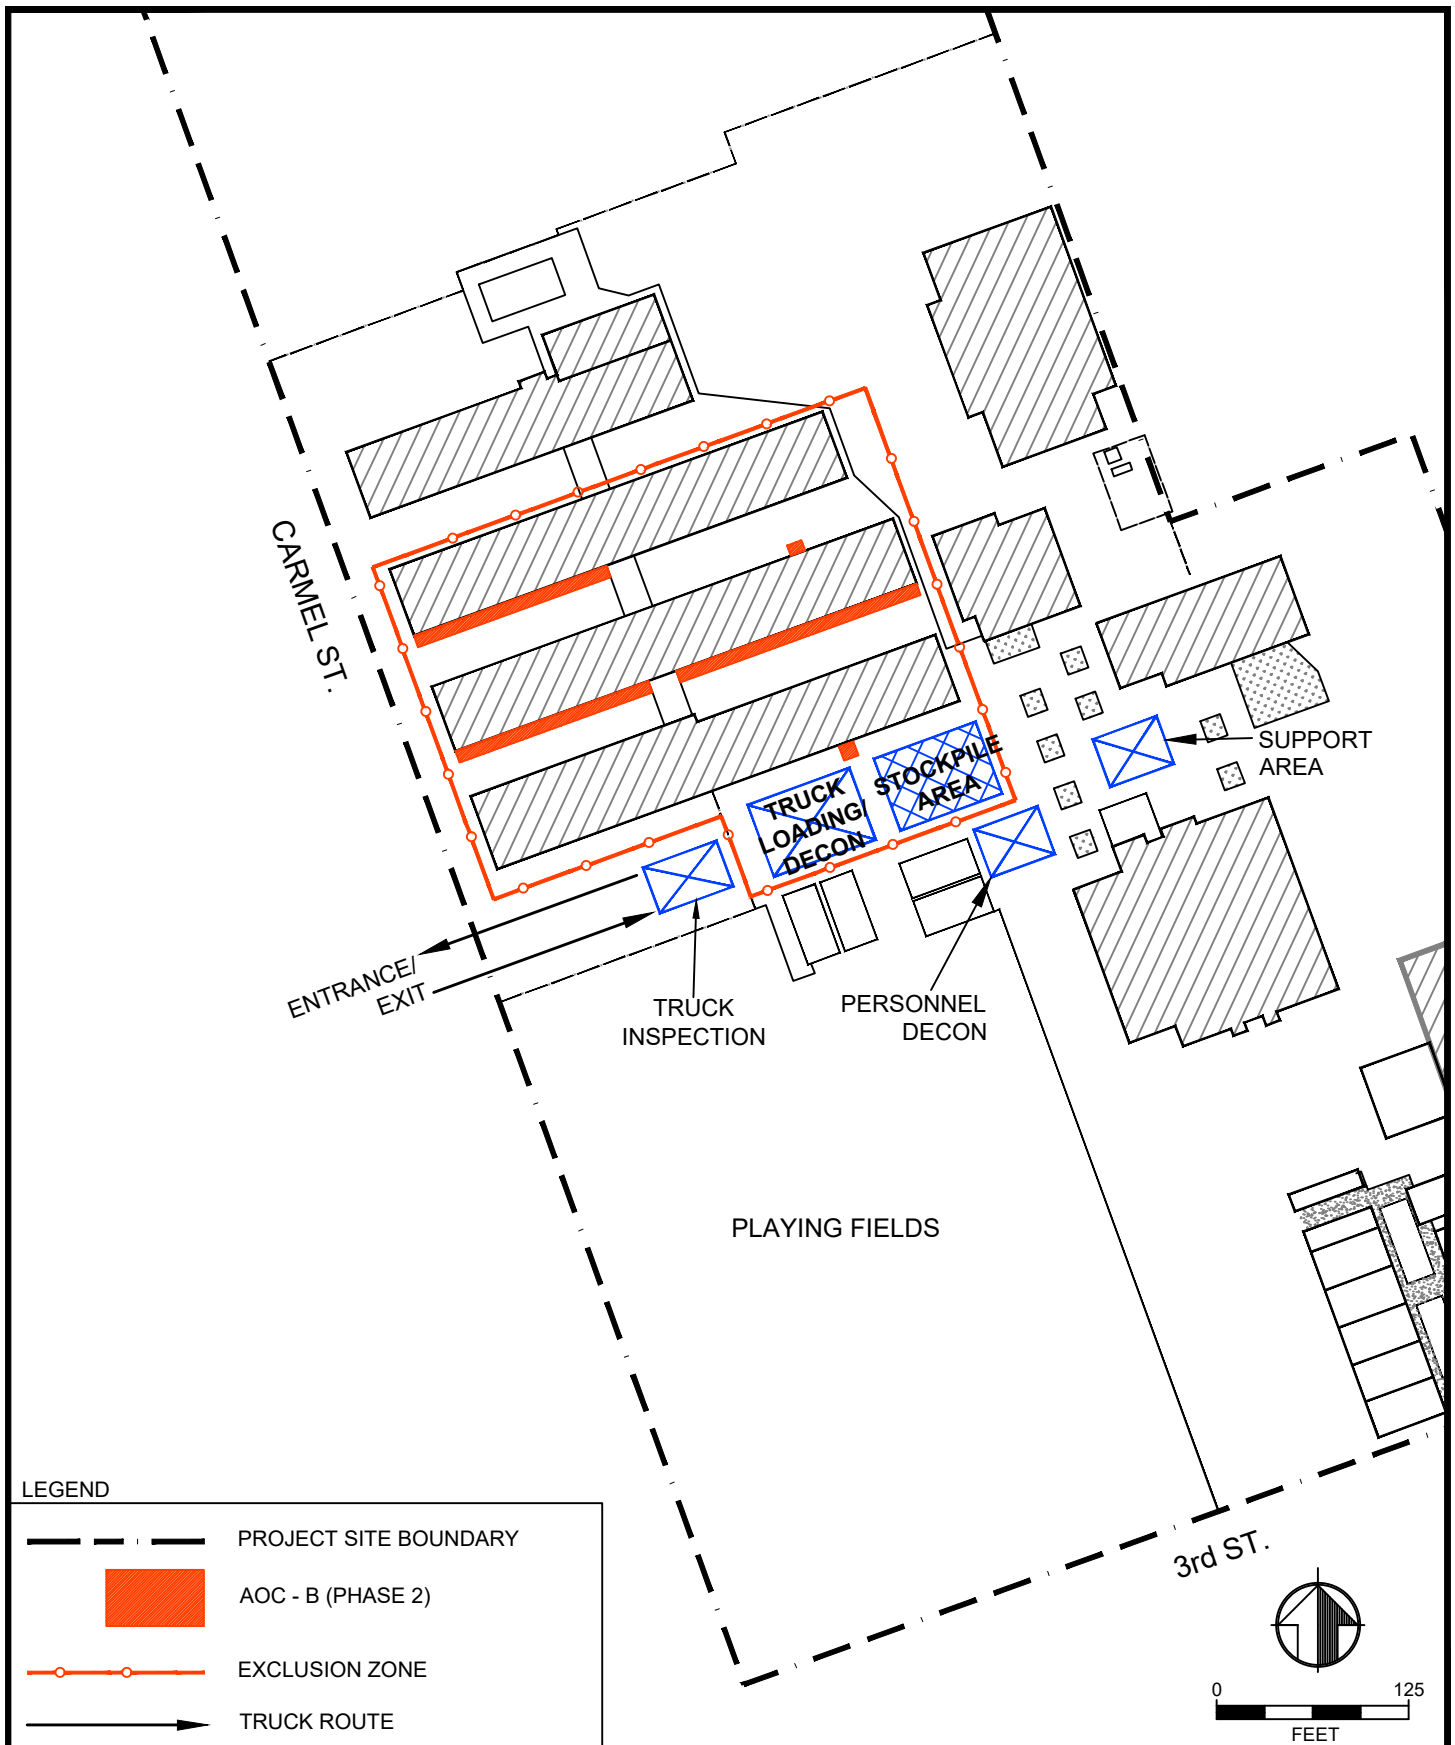 CARMEL ST.
STOCKPILE
AREA
TRUCK
LOADING/
DECON
SUPPORT
AREA
ENTRANCE/
EXIT
TRUCK
INSPECTION
PERSONNEL
DECON
PLAYING FIELDS
3rd ST.
LEGEND
PROJECT SITE BOUNDARY
AOC - B (PHASE 2)
EXCLUSION ZONE
TRUCK ROUTE
0 125
FEET